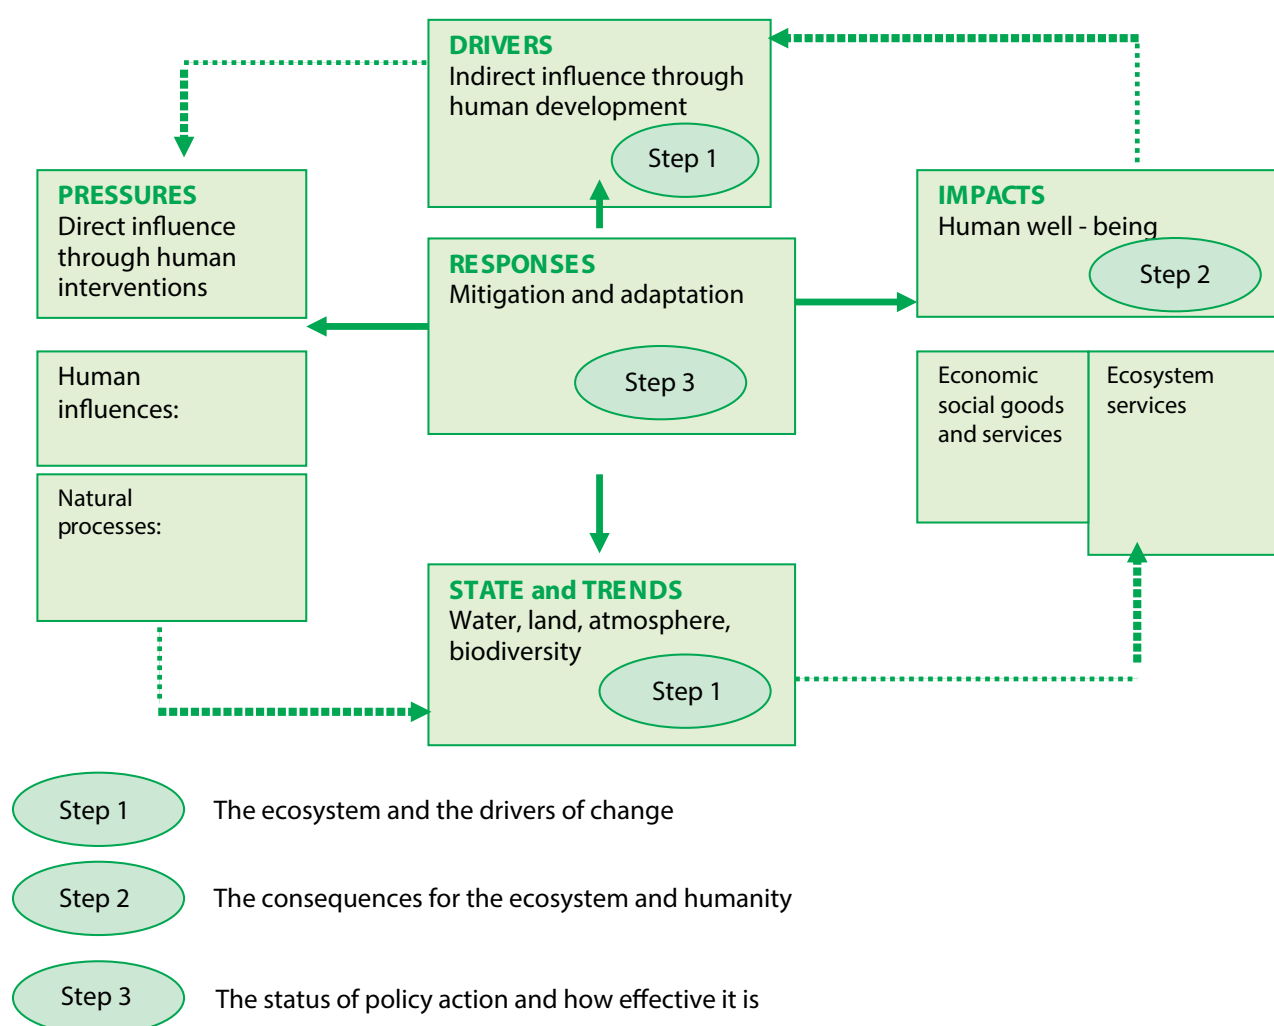 DRIVERS
Indirect influence through
human development
Step 1
PRESSURES
Direct influence
through human
interventions
IMPACTS
Human well - being
Step 2
RESPONSES
Mitigation and adaptation
Step 3
Human
influences:
Natural
processes:
Economic
social goods
and services
Ecosystem
services
STATE and TRENDS
Water, land, atmosphere,
biodiversity
Step 1
Step 1
The ecosystem and the drivers of change
Step 2
The consequences for the ecosystem and humanity
Step 3
The status of policy action and how effective it is